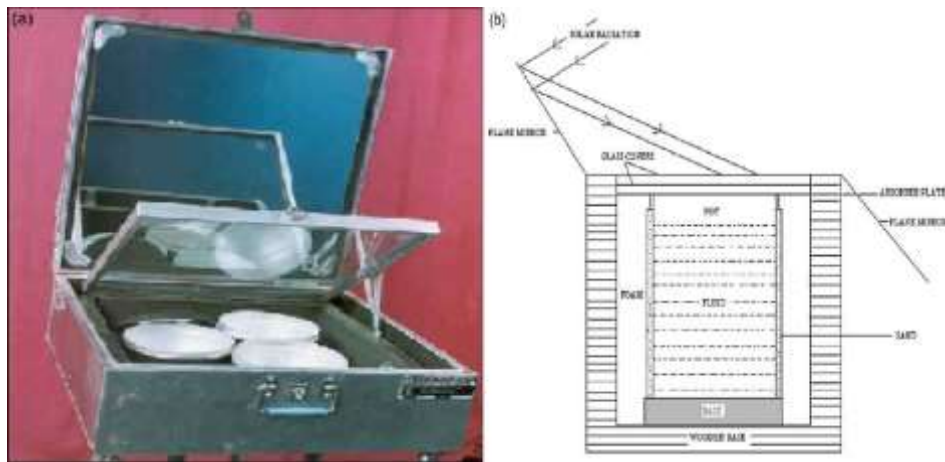 (a)
(b)
SOLAR RADIATION
PLANE MIRROR
GLASS COVERS
ABSORBER PLATE
PLANE MIRROR
POT
FOAM
FLUID
SAND
BASE
WOODEN BASE